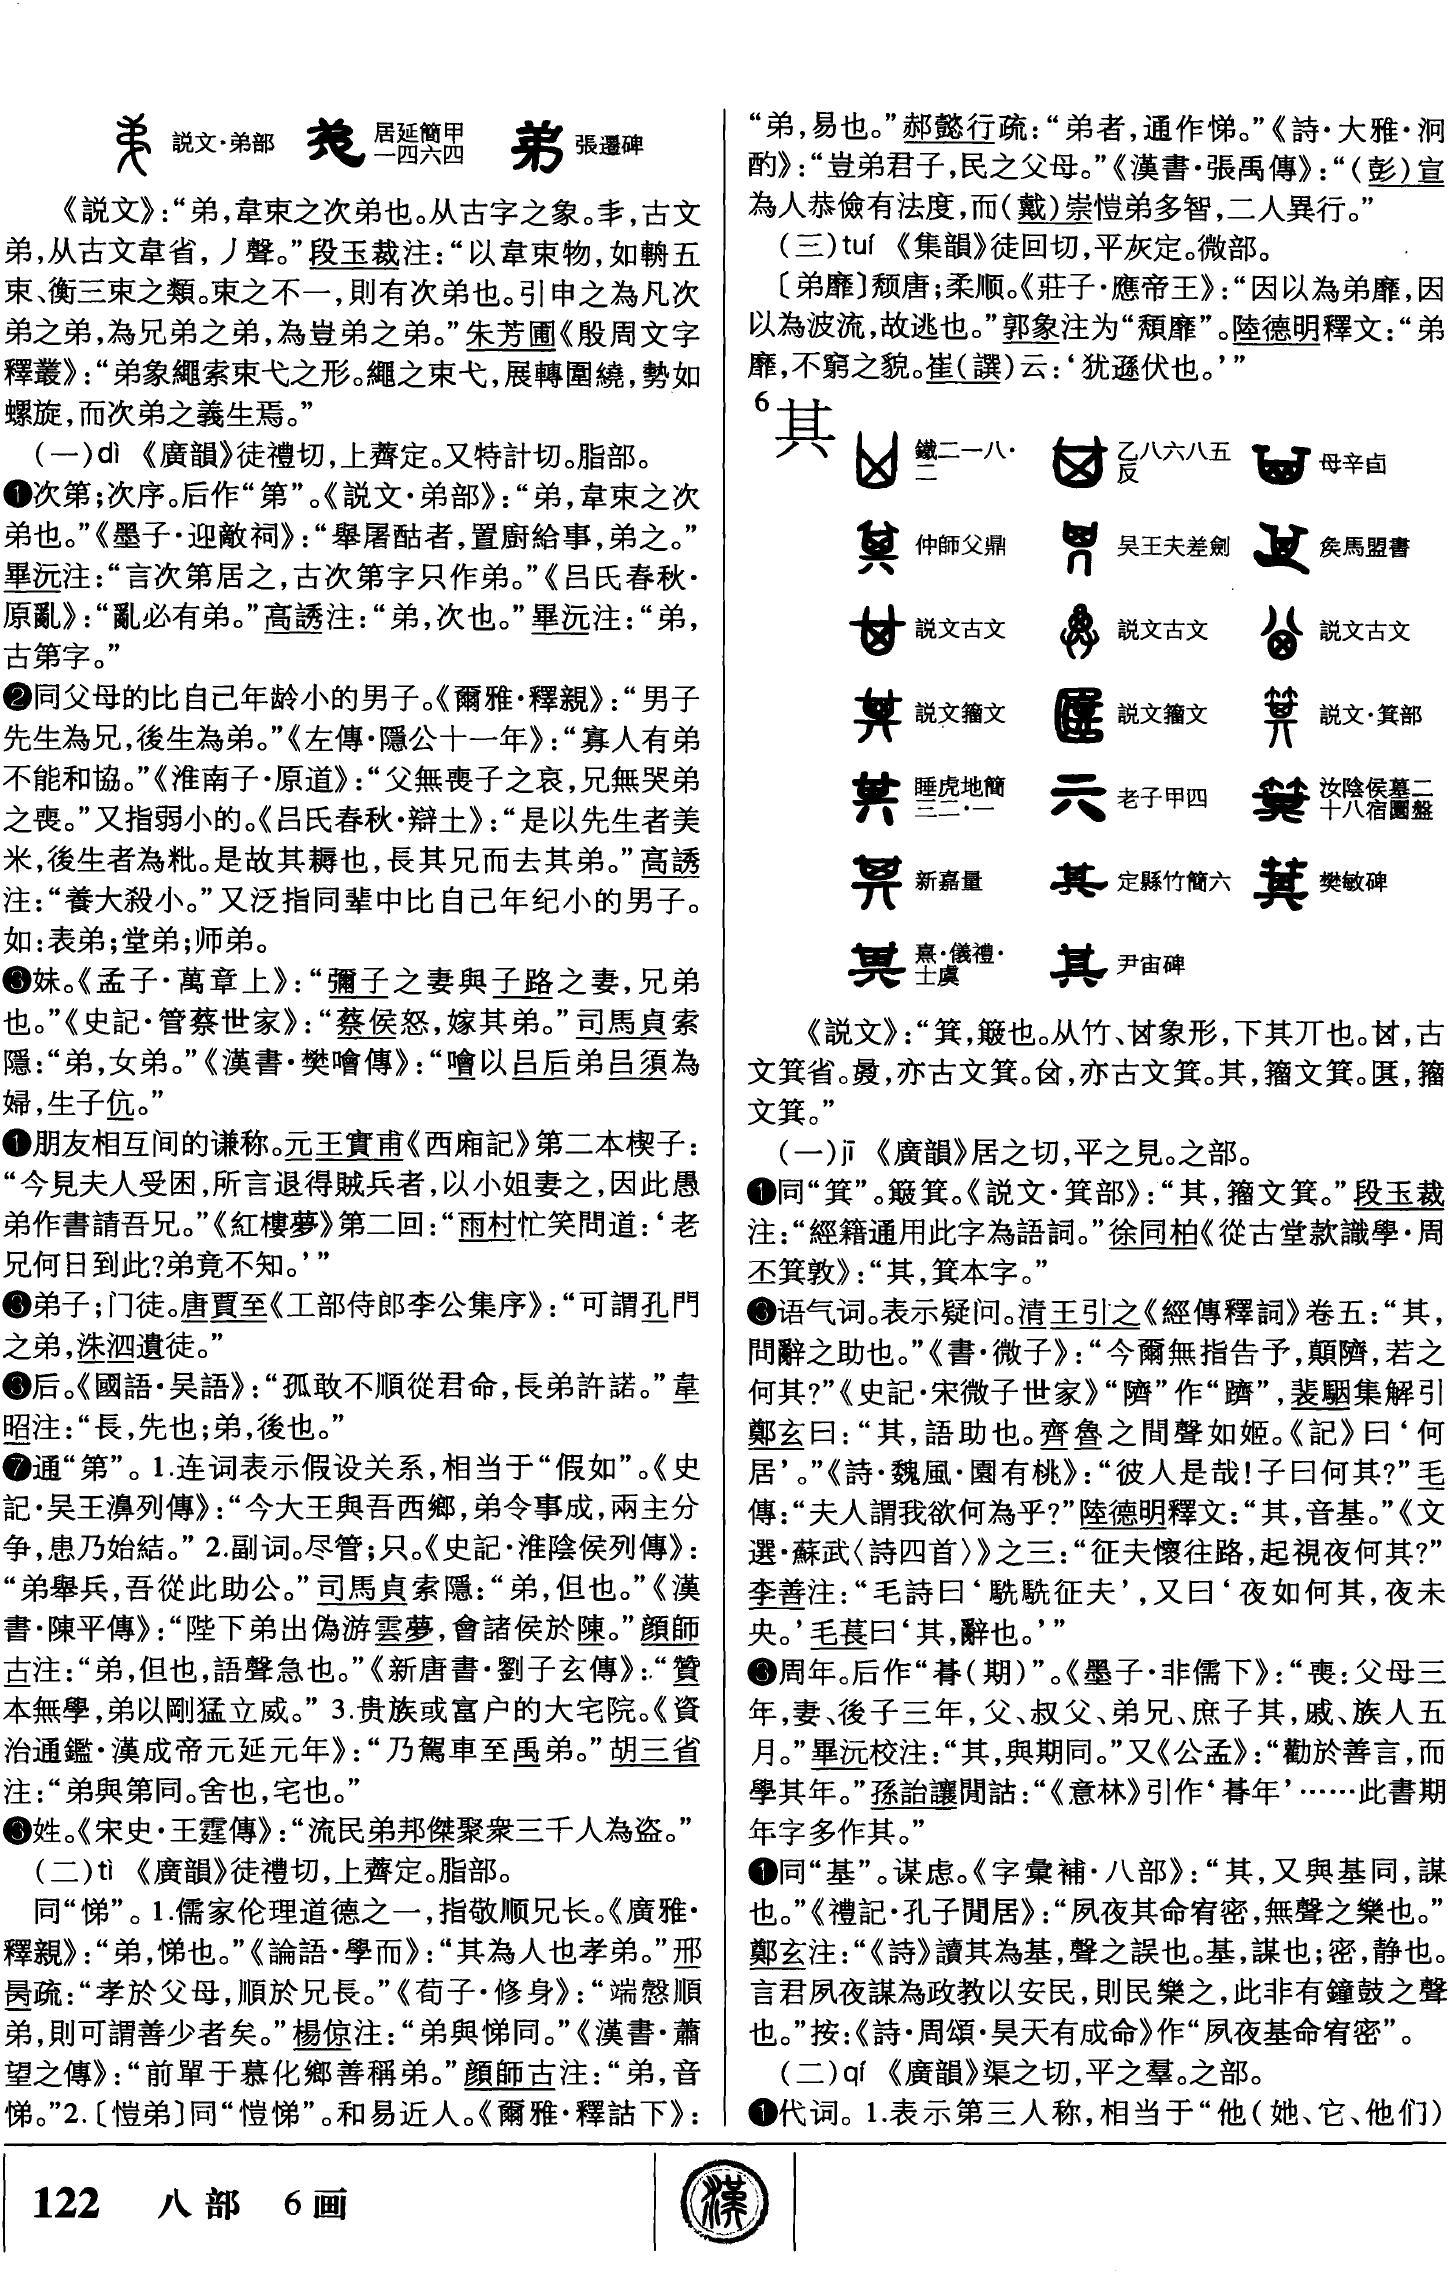 説文·弟部
居延簡甲
一四六四
張遷碑
《説文》：“弟，韋束之次弟也。从古字之象。𢎨，古文
弟，从古文韋省，丿聲。”段玉裁注：“以韋束物，如輈五
束、衡三束之類。束之不一，則有次弟也。引申之為凡次
弟之弟，為兄弟之弟，為豈弟之弟。”朱芳圃《殷周文字
釋叢》：“弟象繩索束弋之形。繩之束弋，展轉圍繞，勢如
螺旋，而次弟之義生焉。”
（一）dì 《廣韻》徒禮切，上薺定。又特計切。脂部。
❶次第；次序。后作“第”。《説文·弟部》：“弟，韋束之次
弟也。”《墨子·迎敵祠》：“舉屠酤者，置廚給事，弟之。”
畢沅注：“言次第居之，古次第字只作弟。”《吕氏春秋·
原亂》：“亂必有弟。”高誘注：“弟，次也。”畢沅注：“弟，
古第字。”
❷同父母的比自己年龄小的男子。《爾雅·釋親》：“男子
先生為兄，後生為弟。”《左傳·隱公十一年》：“寡人有弟
不能和協。”《淮南子·原道》：“父無喪子之哀，兄無哭弟
之喪。”又指弱小的。《吕氏春秋·辯土》：“是以先生者美
米，後生者為粃。是故其耨也，長其兄而去其弟。”高誘
注：“養大殺小。”又泛指同辈中比自己年纪小的男子。
如：表弟；堂弟；师弟。
❸妹。《孟子·萬章上》：“彌子之妻與子路之妻，兄弟
也。”《史記·管蔡世家》：“蔡侯怒，嫁其弟。”司馬貞索
隱：“弟，女弟。”《漢書·樊噲傳》：“噲以吕后弟吕須為
婦，生子伉。”
❶朋友相互间的谦称。元王實甫《西廂記》第二本楔子：
“今見夫人受困，所言退得賊兵者，以小姐妻之，因此愚
弟作書請吾兄。”《紅樓夢》第二回：“雨村忙笑問道：‘老
兄何日到此？弟竟不知。’”
❸弟子；门徒。唐賈至《工部侍郎李公集序》：“可謂孔門
之弟，洙泗遺徒。”
❸后。《國語·吴語》：“孤敢不順從君命，長弟許諾。”韋
昭注：“長，先也；弟，後也。”
❼通“第”。1.连词表示假设关系，相当于“假如”。《史
記·吴王濞列傳》：“今大王與吾西鄉，弟令事成，兩主分
争，患乃始結。”2.副词。尽管；只。《史記·淮陰侯列傳》：
“弟舉兵，吾從此助公。”司馬貞索隱：“弟，但也。”《漢
書·陳平傳》：“陛下弟出偽游雲夢，會諸侯於陳。”顔師
古注：“弟，但也，語聲急也。”《新唐書·劉子玄傳》：“贊
本無學，弟以剛猛立威。”3.贵族或富户的大宅院。《資
治通鑑·漢成帝元延元年》：“乃駕車至禹弟。”胡三省
注：“弟與第同。舍也，宅也。”
❸姓。《宋史·王霆傳》：“流民弟邦傑聚衆三千人為盗。”
（二）tì 《廣韻》徒禮切，上薺定。脂部。
同“悌”。1.儒家伦理道德之一，指敬顺兄长。《廣雅·
釋親》：“弟，悌也。”《論語·學而》：“其為人也孝弟。”邢
昺疏：“孝於父母，順於兄長。”《荀子·修身》：“端慤順
弟，則可謂善少者矣。”楊倞注：“弟與悌同。”《漢書·蕭
望之傳》：“前單于慕化鄉善稱弟。”顔師古注：“弟，音
悌。”2.〔愷弟〕同“愷悌”。和易近人。《爾雅·釋詁下》：
“弟，易也。”郝懿行疏：“弟者，通作悌。”《詩·大雅·泂
酌》：“豈弟君子，民之父母。”《漢書·張禹傳》：“（彭）宣
為人恭儉有法度，而（戴）崇愷弟多智，二人異行。”
（三）tuí 《集韻》徒回切，平灰定。微部。
〔弟靡〕颓唐；柔顺。《莊子·應帝王》：“因以為弟靡，因
以為波流，故逃也。”郭象注为“頹靡”。陸德明釋文：“弟
靡，不窮之貌。崔（譔）云：‘犹遜伏也。’”
6 其
鐵二一八·
二
乙八六八五
反
母辛卣
仲師父鼎
吴王夫差劍
矦馬盟書
説文古文
説文古文
説文古文
説文籀文
説文籀文
説文·箕部
睡虎地簡
三二·一
老子甲四
汝陰侯墓二
十八宿圓盤
新嘉量
定縣竹簡六
樊敏碑
熹·儀禮·
士虞
尹宙碑
《説文》：“箕，簸也。从竹、𠀠象形，下其丌也。𠀠，古
文箕省。𠔋，亦古文箕。𠔛，亦古文箕。其，籀文箕。匩，籀
文箕。”
（一）jī 《廣韻》居之切，平之見。之部。
❶同“箕”。簸箕。《説文·箕部》：“其，籀文箕。”段玉裁
注：“經籍通用此字為語詞。”徐同柏《從古堂款識學·周
丕箕敦》：“其，箕本字。”
❸语气词。表示疑问。清王引之《經傳釋詞》卷五：“其，
問辭之助也。”《書·微子》：“今爾無指告予，顛隮，若之
何其？”《史記·宋微子世家》“隮”作“躋”，裴駰集解引
鄭玄曰：“其，語助也。齊魯之間聲如姬。《記》曰‘何
居’。”《詩·魏風·園有桃》：“彼人是哉！子曰何其？”毛
傳：“夫人謂我欲何為乎？”陸德明釋文：“其，音基。”《文
選·蘇武〈詩四首〉》之三：“征夫懷往路，起視夜何其？”
李善注：“毛詩曰‘駪駪征夫’，又曰‘夜如何其，夜未
央。’毛萇曰‘其，辭也。’”
❸周年。后作“朞（期）”。《墨子·非儒下》：“喪：父母三
年，妻、後子三年，父、叔父、弟兄、庶子其，戚、族人五
月。”畢沅校注：“其，與期同。”又《公孟》：“勸於善言，而
學其年。”孫詒讓閒詁：“《意林》引作‘朞年’……此書期
年字多作其。”
❶同“基”。谋虑。《字彙補·八部》：“其，又與基同，謀
也。”《禮記·孔子閒居》：“夙夜其命宥密，無聲之樂也。”
鄭玄注：“《詩》讀其為基，聲之誤也。基，謀也；密，静也。
言君夙夜謀為政教以安民，則民樂之，此非有鐘鼓之聲
也。”按：《詩·周頌·昊天有成命》作“夙夜基命宥密”。
（二）qí 《廣韻》渠之切，平之羣。之部。
❶代词。1.表示第三人称，相当于“他（她、它、他们）
122 八部 6画
漢